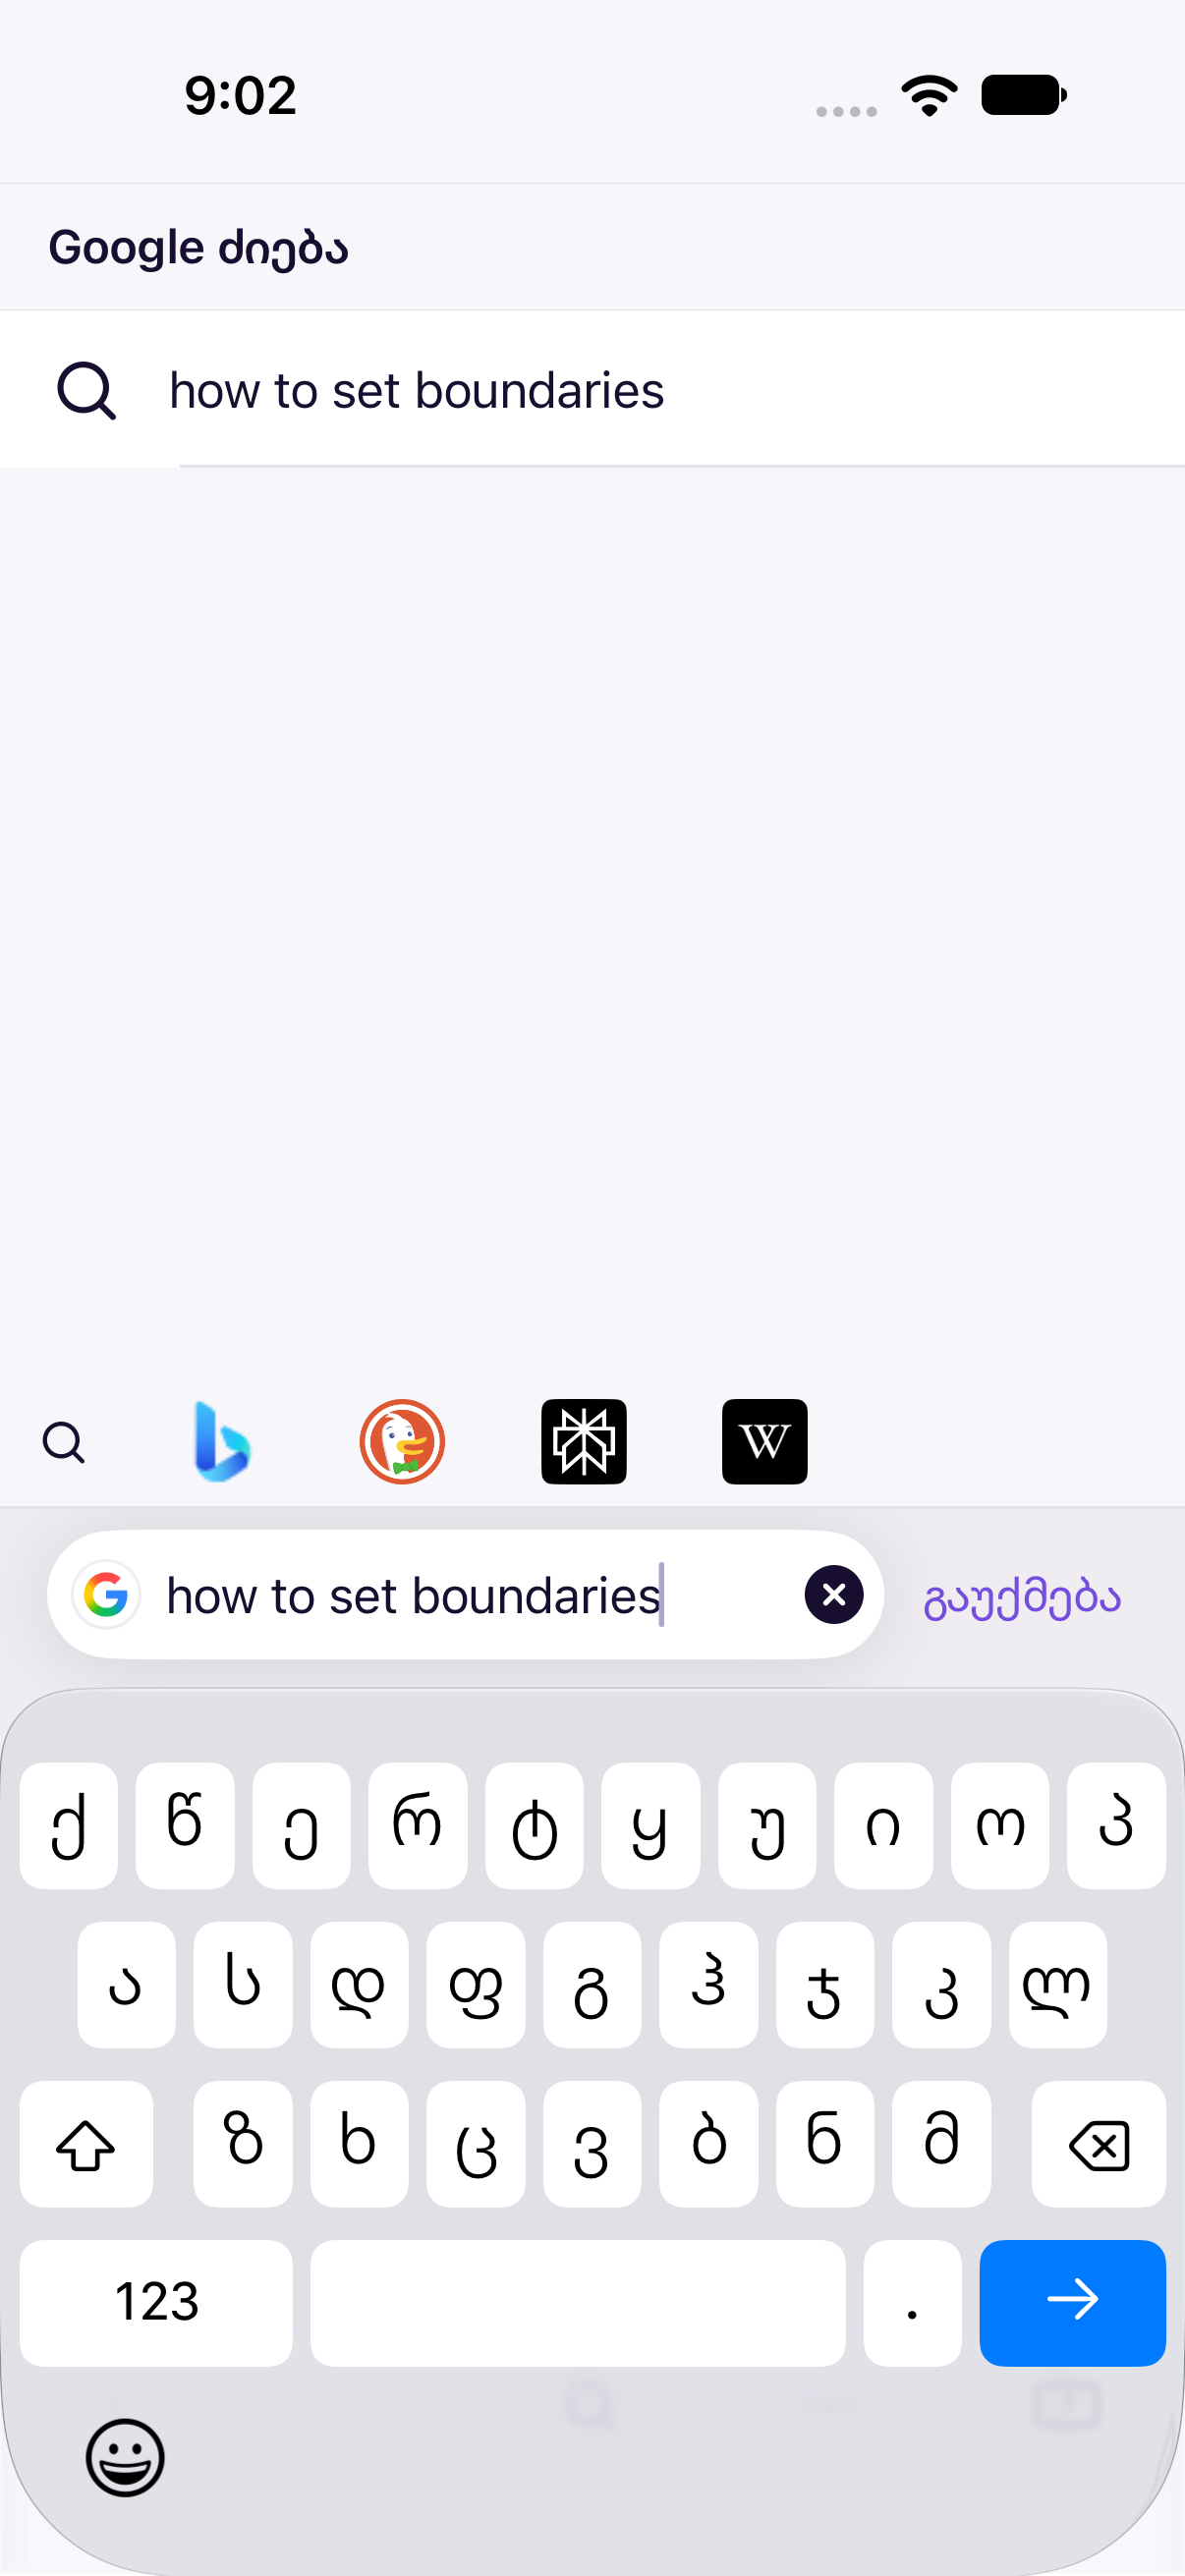 9:02
Google ძიება
how to set boundaries
W
how to set boundaries
გაუქმება
ქ წ ე რ ტ ყ უ ი ო პ
ა ს დ ფ გ ჰ ჯ კ ლ
ზ ხ ც ვ ბ ნ მ
123 .